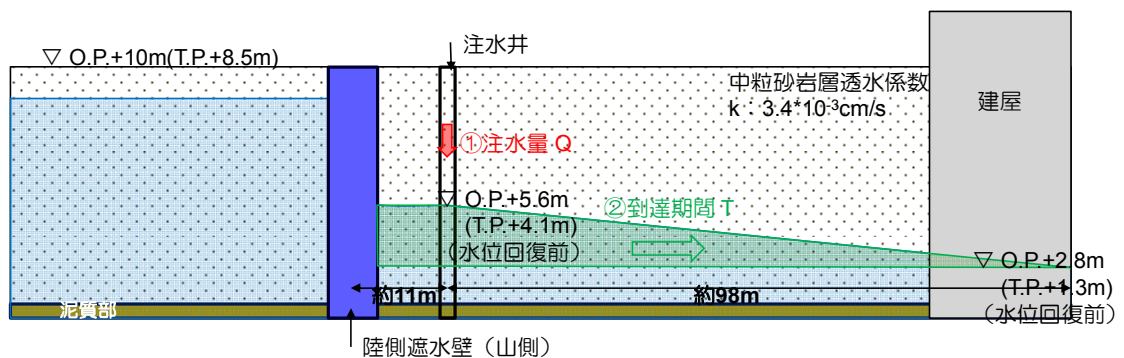 ▽ O.P.+10m(T.P.+8.5m)
注水井
中粒砂岩層透水係数
k：3.4*10⁻³cm/s
建屋
①注水量 Q
▽ O.P.+5.6m
(T.P.+4.1m)
（水位回復前）
②到達期間 T
▽ O.P.+2.8m
(T.P.+1.3m)
（水位回復前）
約11m
約98m
泥質部
陸側遮水壁（山側）